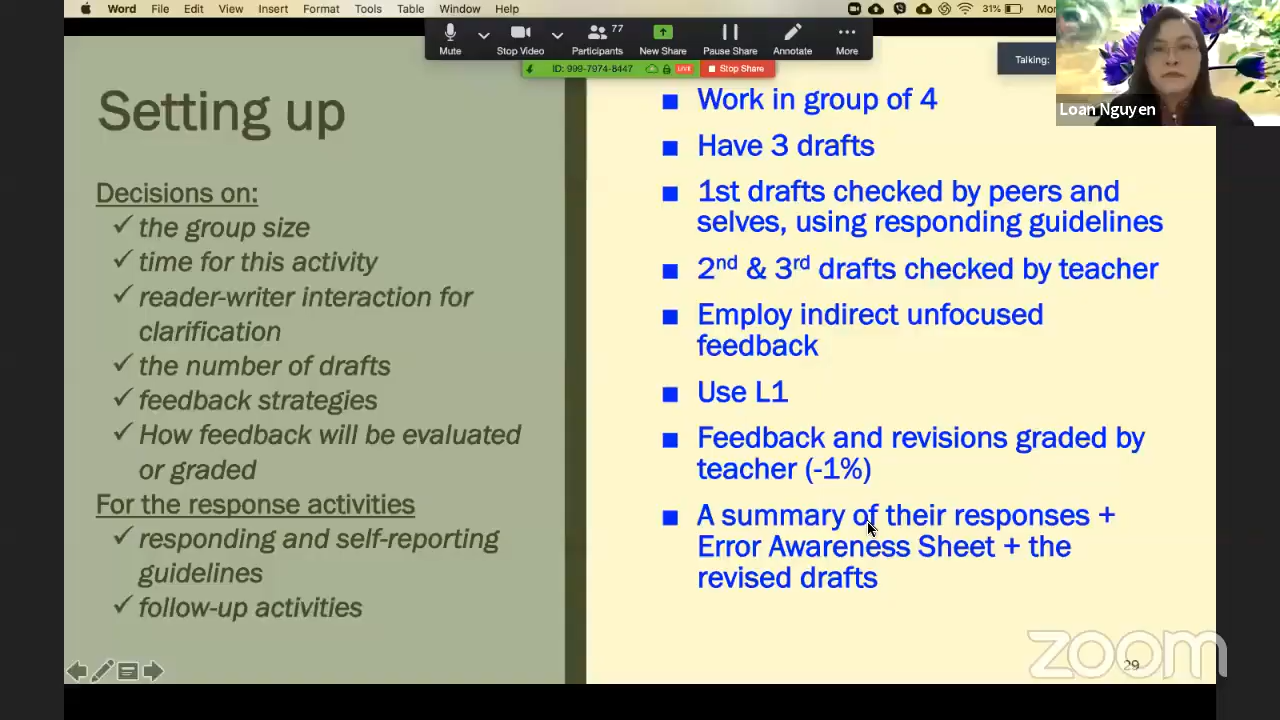 Word File Edit View Insert Format Tools Table Window Help
31%
Mute Stop Video Participants 77 New Share Pause Share Annotate More
ID: 999-7974-8447 LIVE Stop Share
Talking:
Loan Nguyen
Setting up
Decisions on:
the group size
time for this activity
reader-writer interaction for
clarification
the number of drafts
feedback strategies
How feedback will be evaluated
or graded
For the response activities
responding and self-reporting
guidelines
follow-up activities
Work in group of 4
Have 3 drafts
1st drafts checked by peers and
selves, using responding guidelines
2nd & 3rd drafts checked by teacher
Employ indirect unfocused
feedback
Use L1
Feedback and revisions graded by
teacher (-1%)
A summary of their responses +
Error Awareness Sheet + the
revised drafts
zoom
29